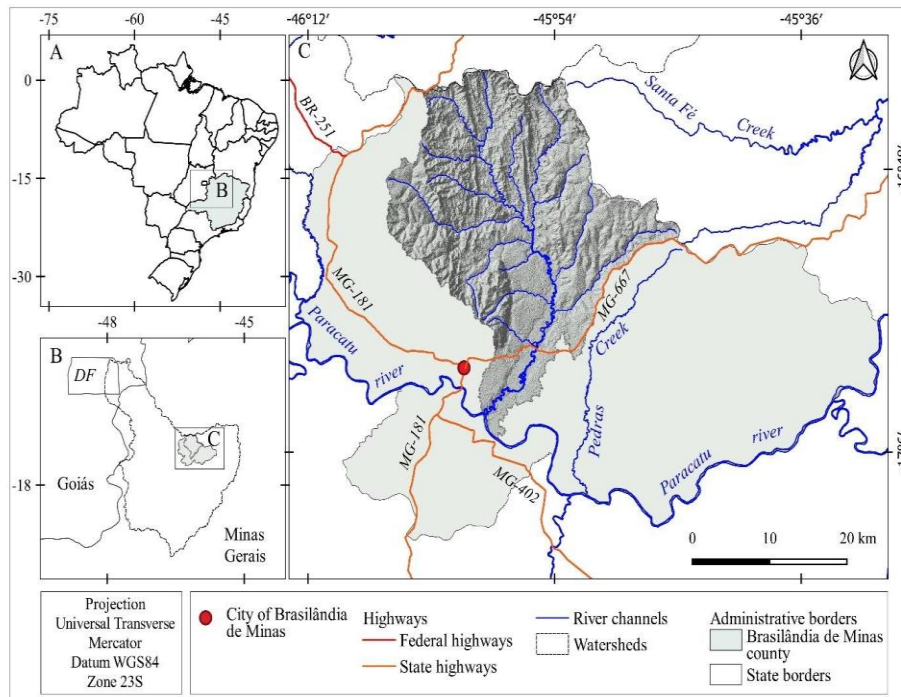 -75
-60
-45
A
0
-15
-30
B
-48
-45
B
DF
C
-18
Goiás
Minas
Gerais
-46°12'
-45°54'
-45°36'
C
BR-251
Santa Fé
Creek
MG-181
MG-667
Paracatu
river
Creek
Pedras
MG-181
MG-402
Paracatu
river
0
10
20 km
Projection
Universal Transverse
Mercator
Datum WGS84
Zone 23S
City of Brasilândia
de Minas
Highways
Federal highways
State highways
River channels
Watersheds
Administrative borders
Brasilândia de Minas
county
State borders